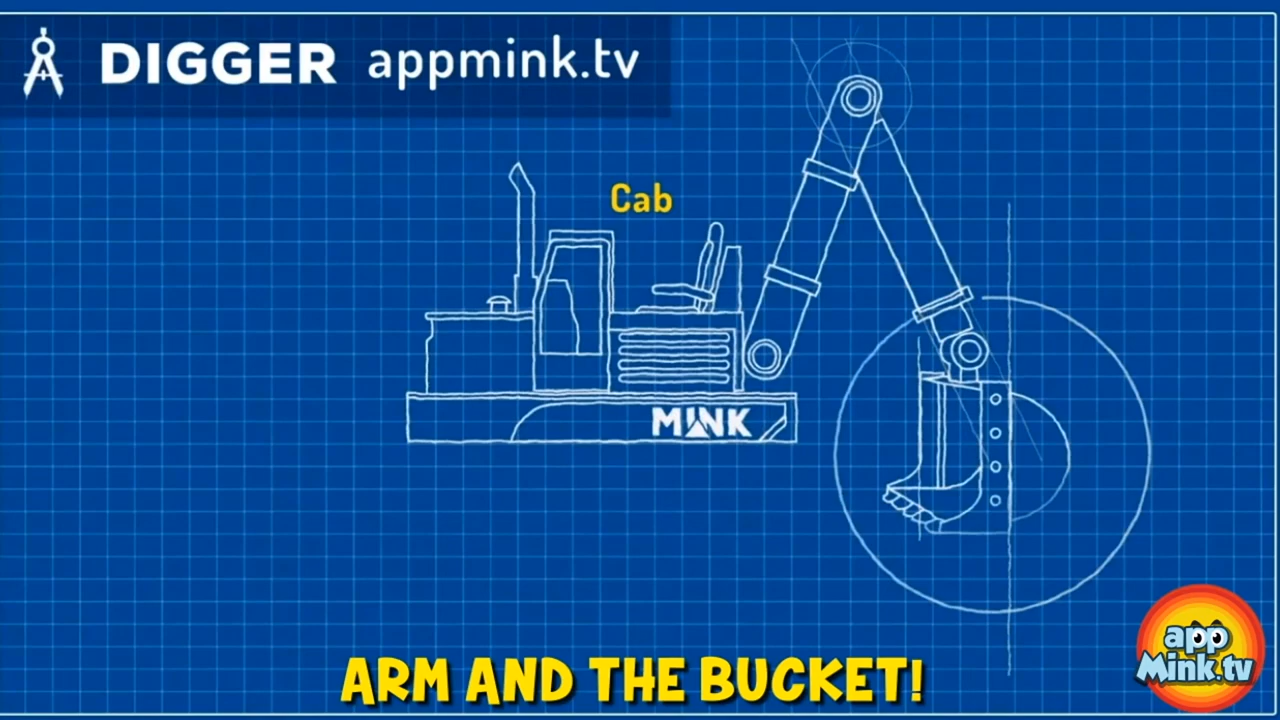 DIGGER appmink.tv
Cab
MINK
ARM AND THE BUCKET!
app
Mink.tv